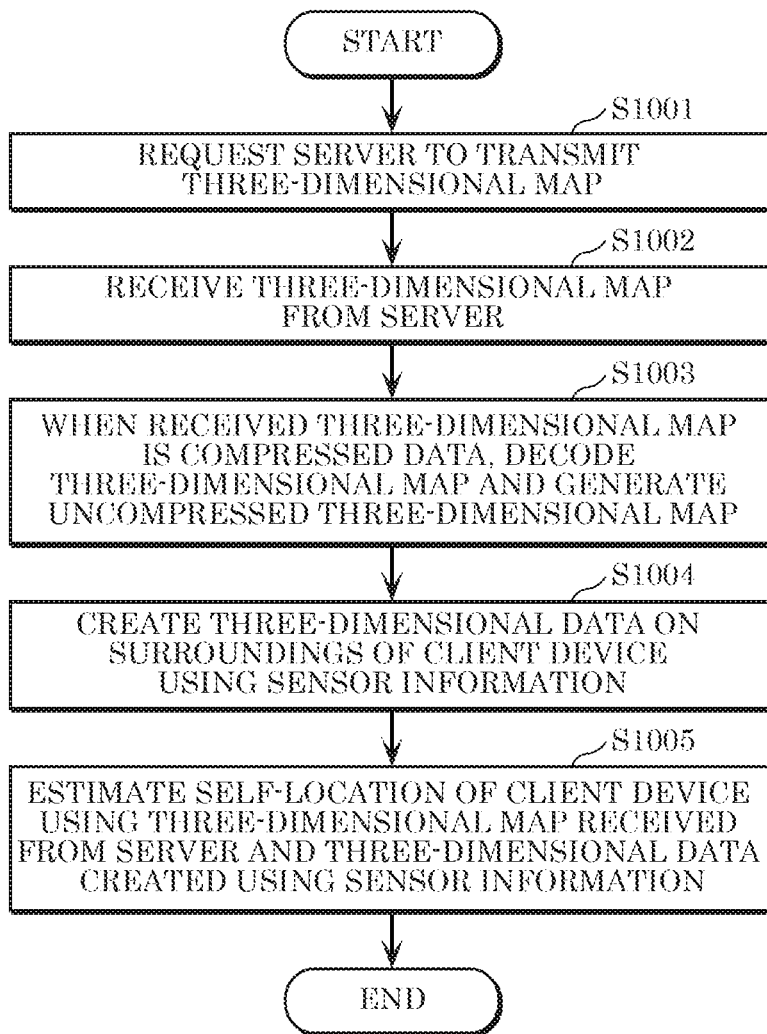 START
S1001
REQUEST SERVER TO TRANSMIT
THREE-DIMENSIONAL MAP
S1002
RECEIVE THREE-DIMENSIONAL MAP
FROM SERVER
S1003
WHEN RECEIVED THREE-DIMENSIONAL MAP
IS COMPRESSED DATA, DECODE
THREE-DIMENSIONAL MAP AND GENERATE
UNCOMPRESSED THREE-DIMENSIONAL MAP
S1004
CREATE THREE-DIMENSIONAL DATA ON
SURROUNDINGS OF CLIENT DEVICE
USING SENSOR INFORMATION
S1005
ESTIMATE SELF-LOCATION OF CLIENT DEVICE
USING THREE-DIMENSIONAL MAP RECEIVED
FROM SERVER AND THREE-DIMENSIONAL DATA
CREATED USING SENSOR INFORMATION
END